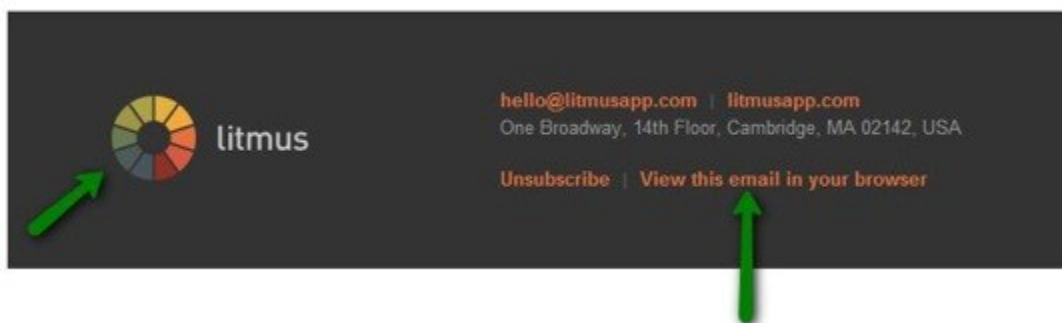 litmus
hello@litmusapp.com | litmusapp.com
One Broadway, 14th Floor, Cambridge, MA 02142, USA
Unsubscribe | View this email in your browser